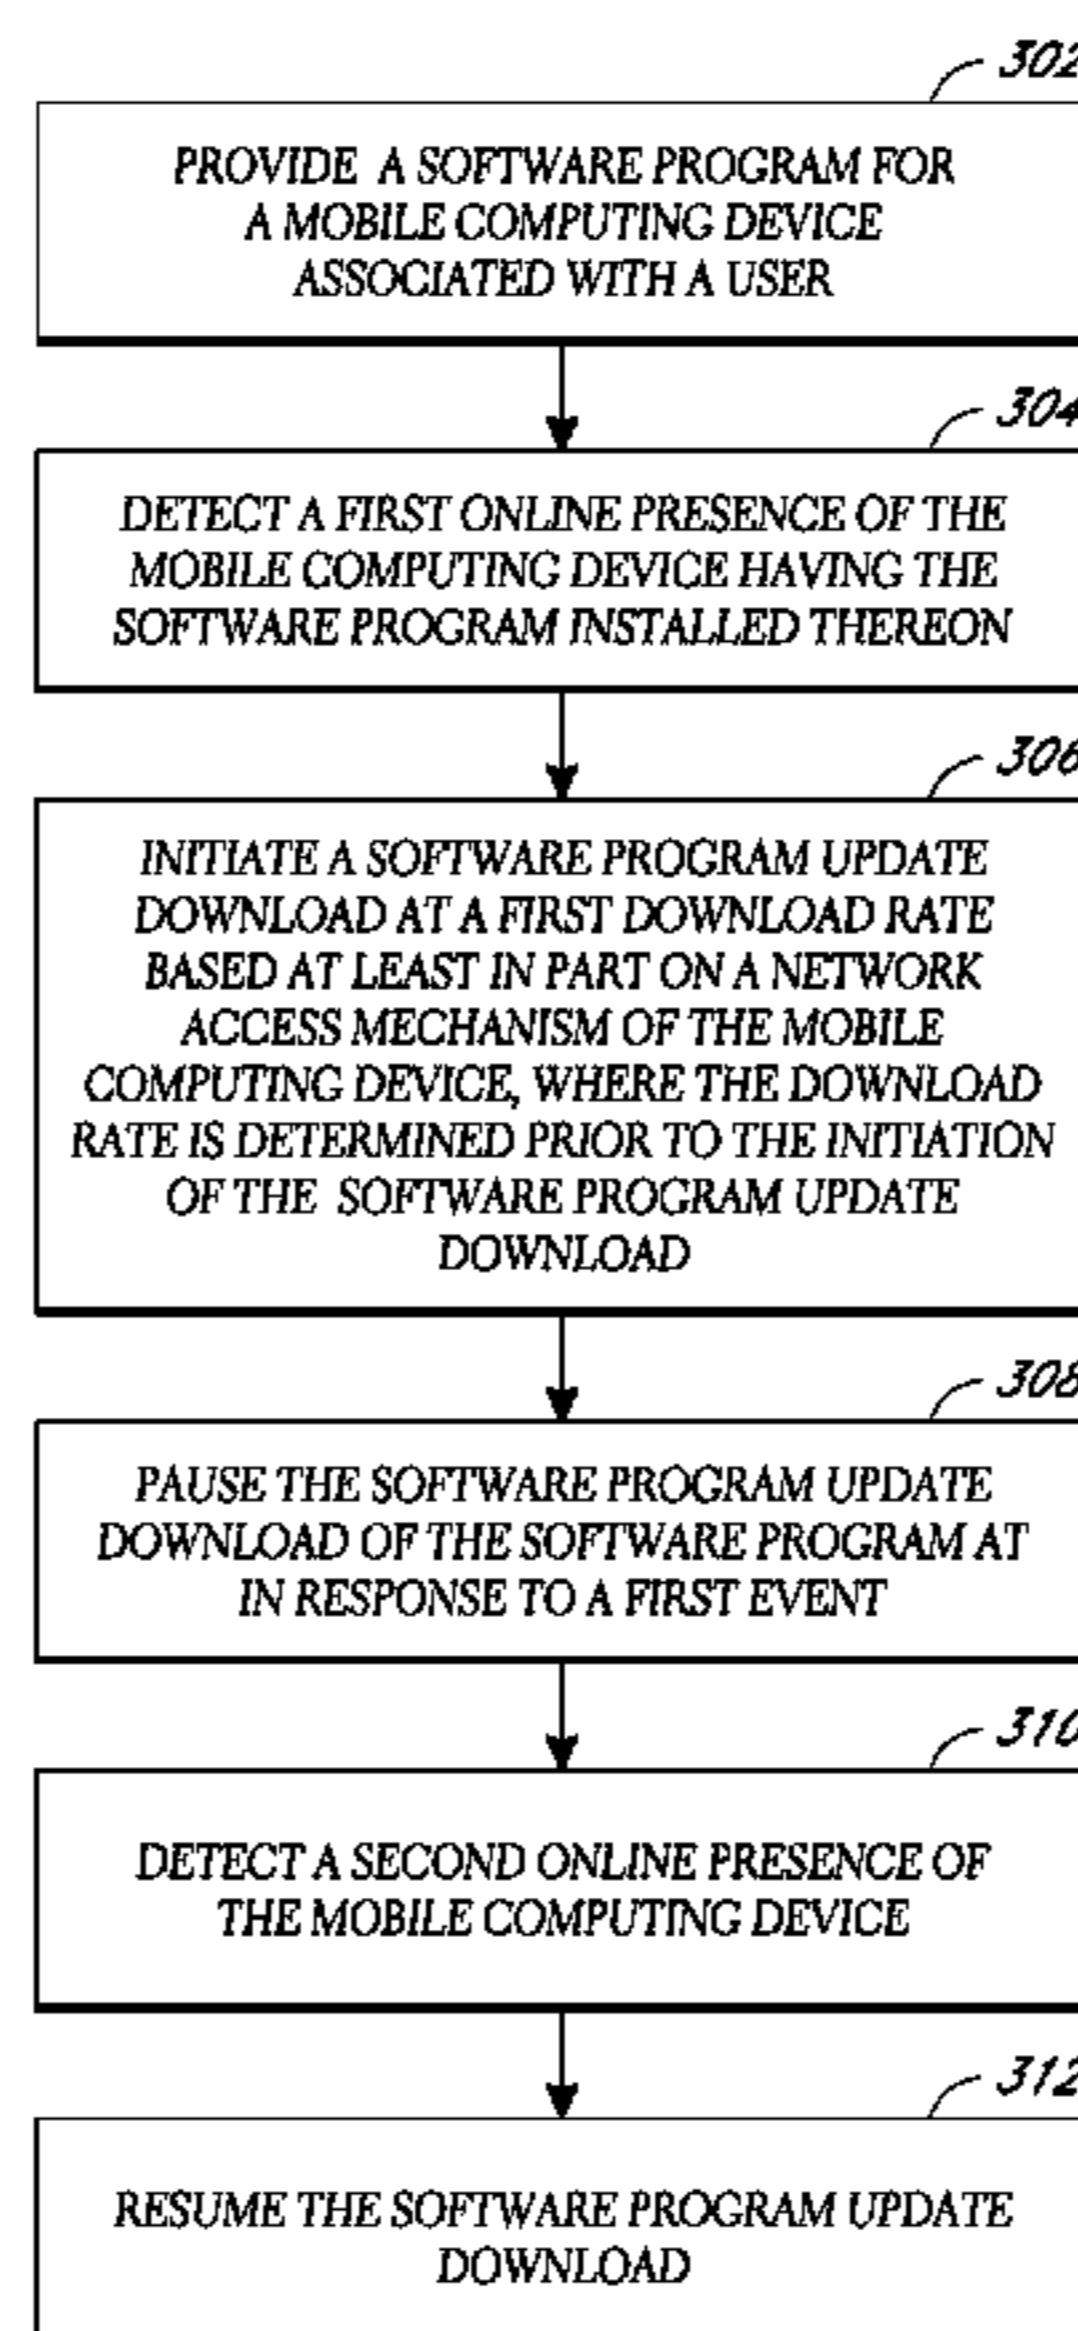 302
PROVIDE A SOFTWARE PROGRAM FOR
A MOBILE COMPUTING DEVICE
ASSOCIATED WITH A USER
304
DETECT A FIRST ONLINE PRESENCE OF THE
MOBILE COMPUTING DEVICE HAVING THE
SOFTWARE PROGRAM INSTALLED THEREON
306
INITIATE A SOFTWARE PROGRAM UPDATE
DOWNLOAD AT A FIRST DOWNLOAD RATE
BASED AT LEAST IN PART ON A NETWORK
ACCESS MECHANISM OF THE MOBILE
COMPUTING DEVICE, WHERE THE DOWNLOAD
RATE IS DETERMINED PRIOR TO THE INITIATION
OF THE SOFTWARE PROGRAM UPDATE
DOWNLOAD
308
PAUSE THE SOFTWARE PROGRAM UPDATE
DOWNLOAD OF THE SOFTWARE PROGRAM AT
IN RESPONSE TO A FIRST EVENT
310
DETECT A SECOND ONLINE PRESENCE OF
THE MOBILE COMPUTING DEVICE
312
RESUME THE SOFTWARE PROGRAM UPDATE
DOWNLOAD